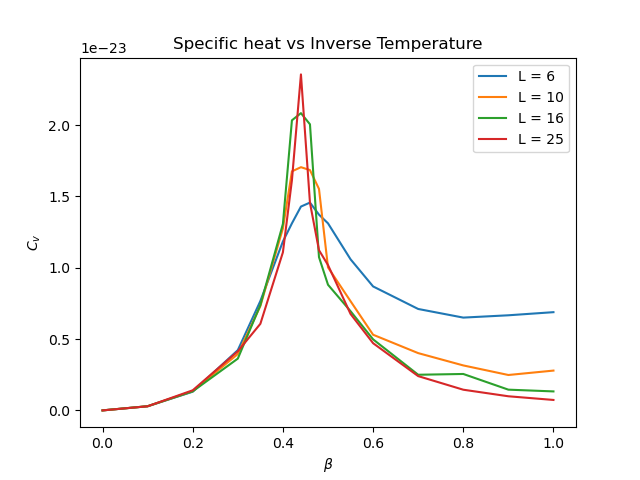 Specific heat vs Inverse Temperature
1e−23
L = 6
L = 10
L = 16
L = 25
2.0
1.5
1.0
0.5
0.0
C_v
0.0 0.2 0.4 0.6 0.8 1.0
β